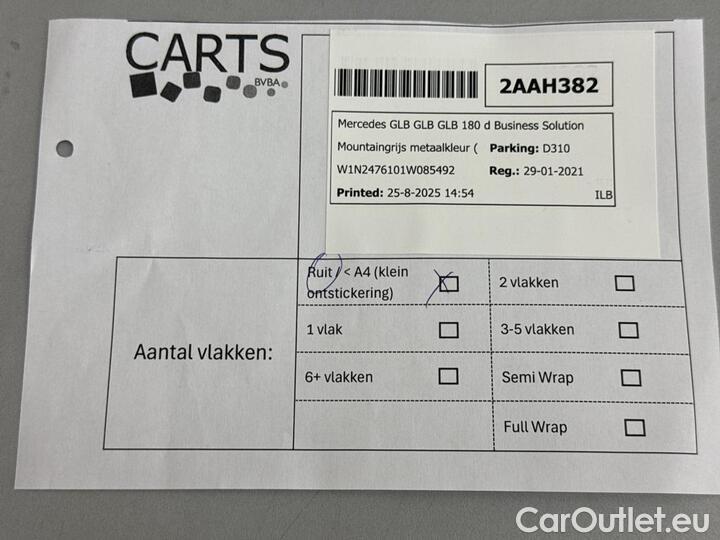 CARTS
BVBA
2AAH382
Mercedes GLB GLB GLB 180 d Business Solution
Mountaingrijs metaalkleur ( Parking: D310
W1N2476101W085492 Reg.: 29-01-2021
Printed: 25-8-2025 14:54 ILB
Aantal vlakken:
Ruit / < A4 (klein
ontstickering)
2 vlakken
1 vlak
3-5 vlakken
6+ vlakken
Semi Wrap
Full Wrap
CarOutlet.eu